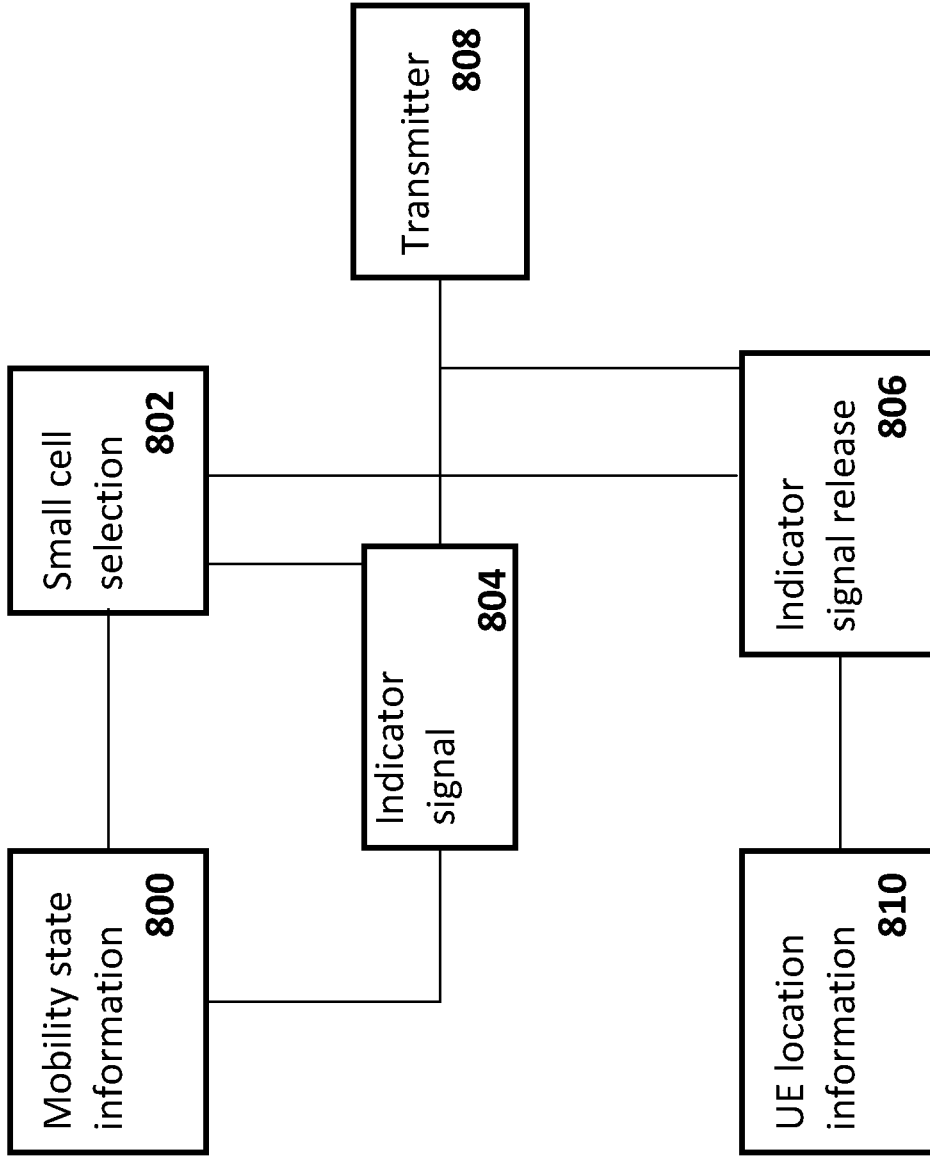 Mobility state
information
800
Small cell
selection
802
Indicator
signal
804
Transmitter
808
UE location
information
810
Indicator
signal release
806